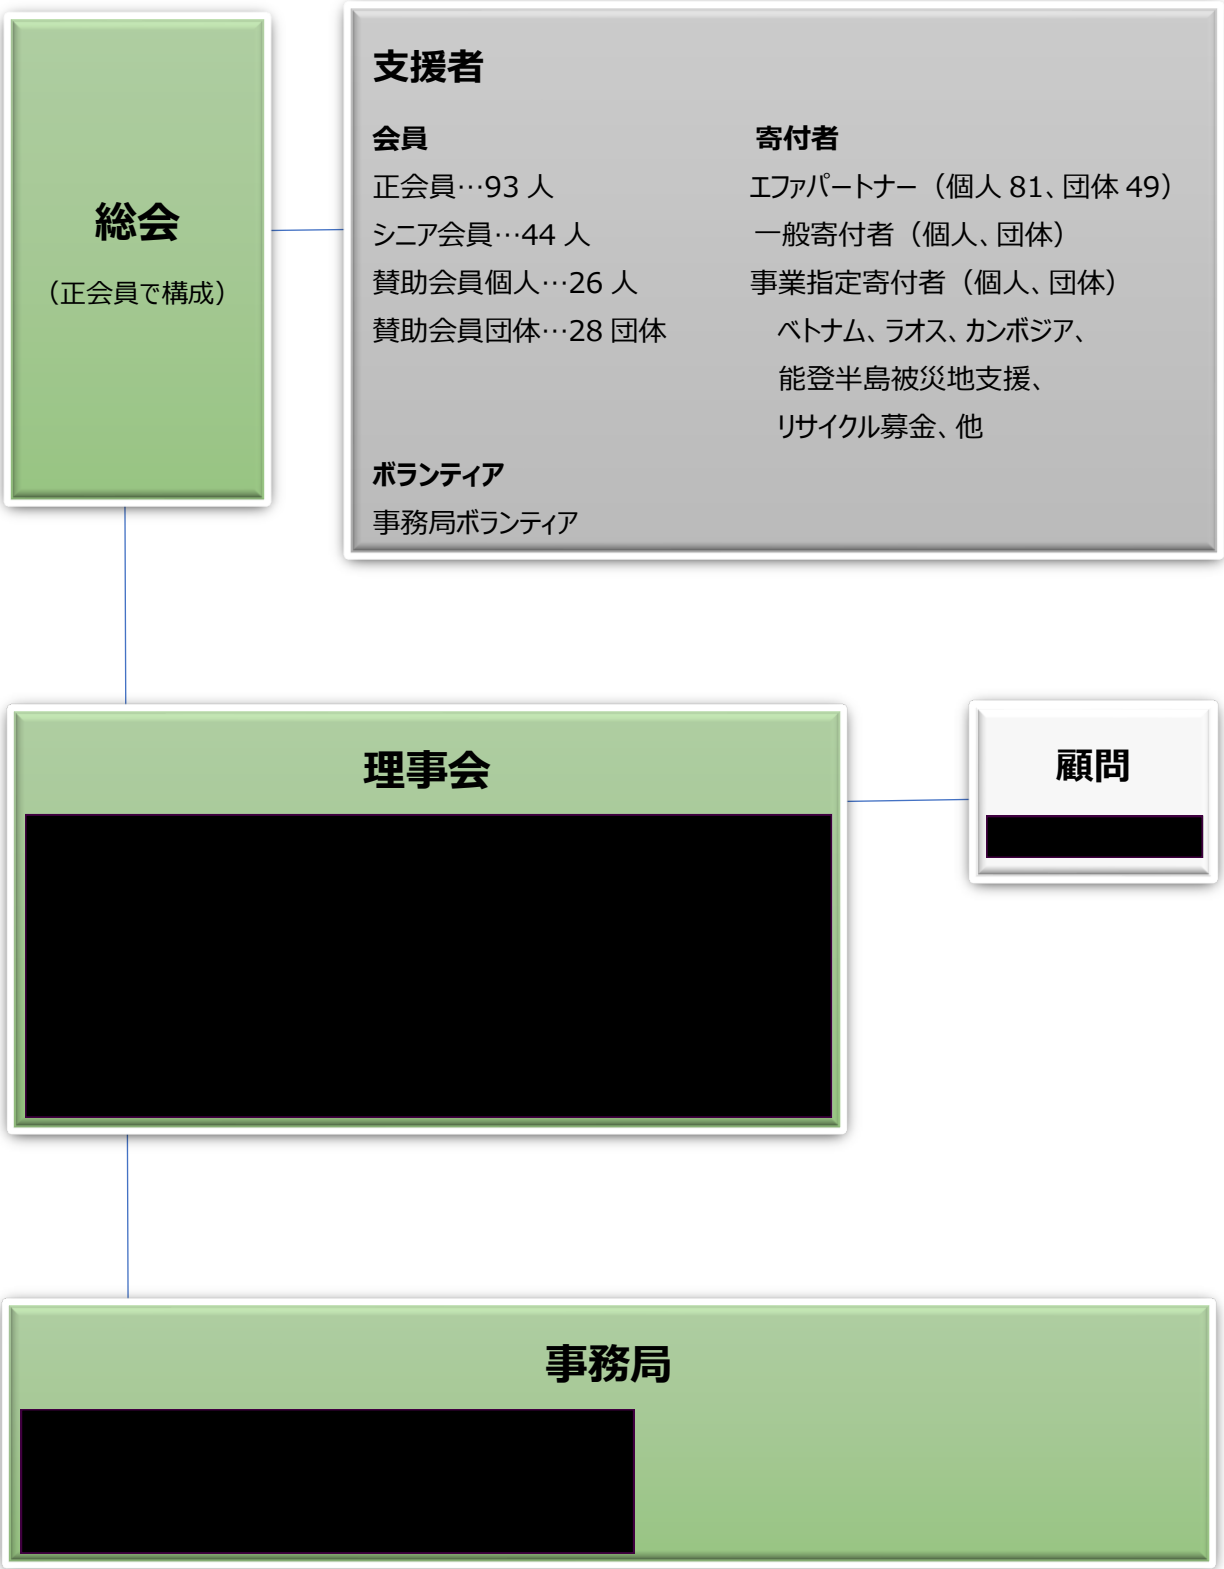 総会
（正会員で構成）
支援者
会員
正会員…93 人
シニア会員…44 人
賛助会員個人…26 人
賛助会員団体…28 団体
寄付者
エファパートナー（個人 81、団体 49）
一般寄付者（個人、団体）
事業指定寄付者（個人、団体）
ベトナム、ラオス、カンボジア、
能登半島被災地支援、
リサイクル募金、他
ボランティア
事務局ボランティア
理事会
顧問
事務局